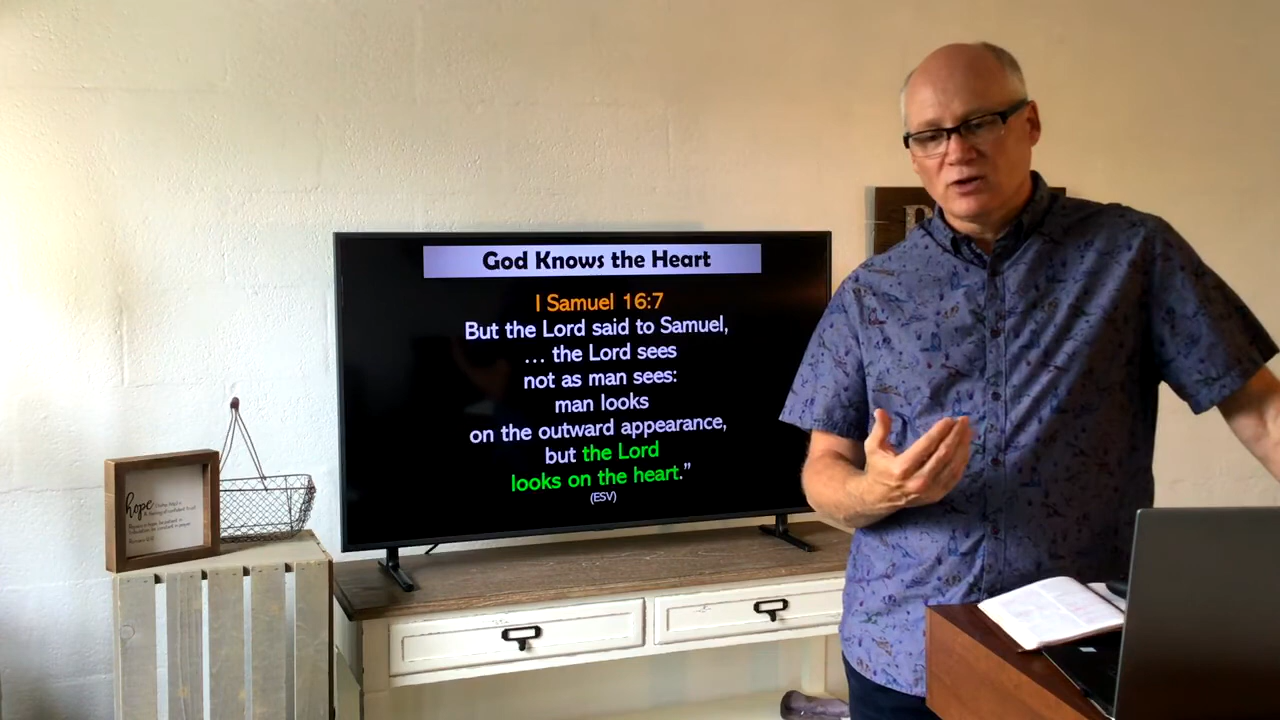 God Knows the Heart
I Samuel 16:7
But the Lord said to Samuel,
… the Lord sees
not as man sees:
man looks
on the outward appearance,
but the Lord
looks on the heart.”
(ESV)
hope